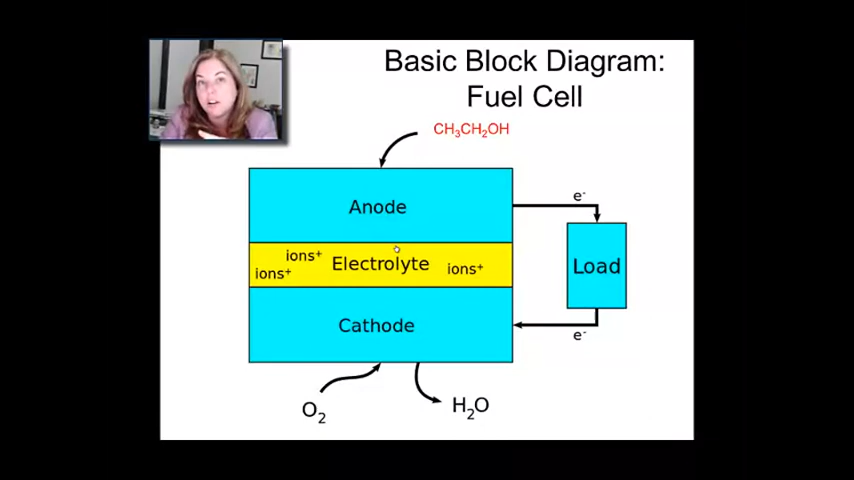 Basic Block Diagram:
Fuel Cell
CH₃CH₂OH
Anode
e⁻
ions⁺
ions⁺
Electrolyte
ions⁺
Load
Cathode
e⁻
O₂
H₂O